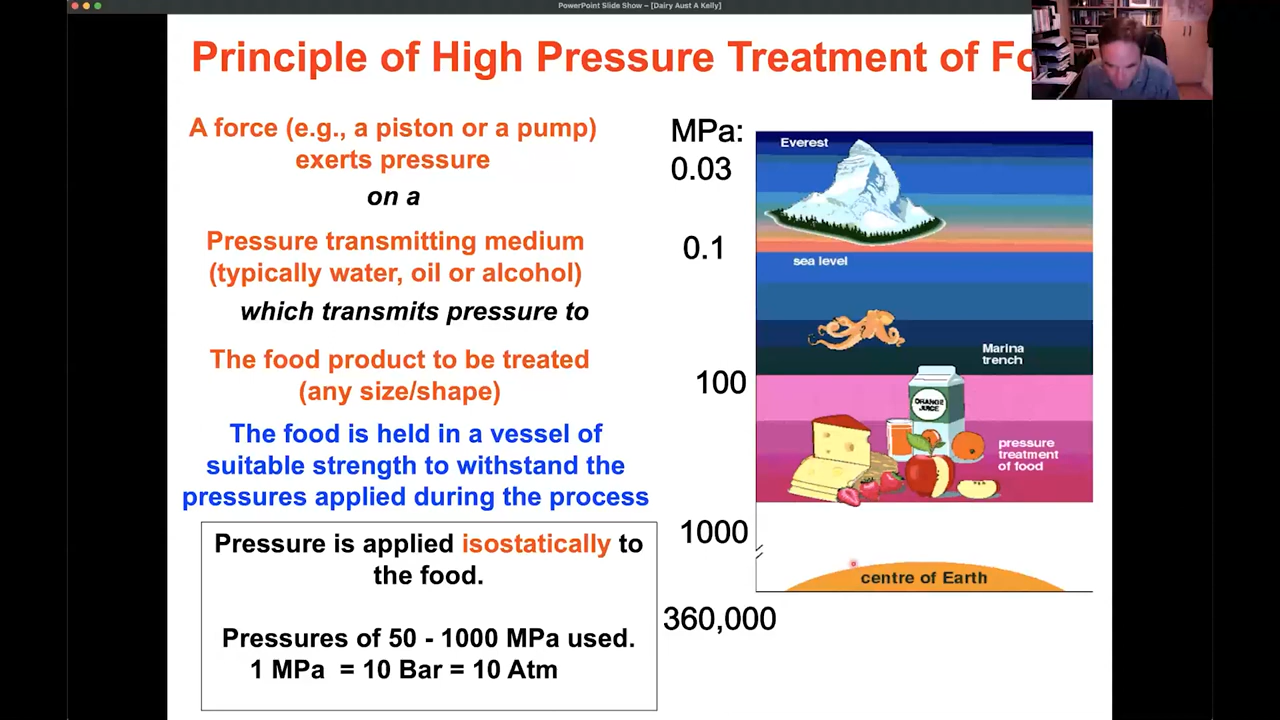 PowerPoint Slide Show – [Dairy Aust A Kelly]
Principle of High Pressure Treatment of Fo
A force (e.g., a piston or a pump)
exerts pressure
on a
Pressure transmitting medium
(typically water, oil or alcohol)
which transmits pressure to
The food product to be treated
(any size/shape)
The food is held in a vessel of
suitable strength to withstand the
pressures applied during the process
Pressure is applied isostatically to
the food.
Pressures of 50 - 1000 MPa used.
1 MPa = 10 Bar = 10 Atm
MPa:
0.03
0.1
100
1000
360,000
Everest
sea level
Marina
trench
ORANGE
JUICE
pressure
treatment
of food
centre of Earth